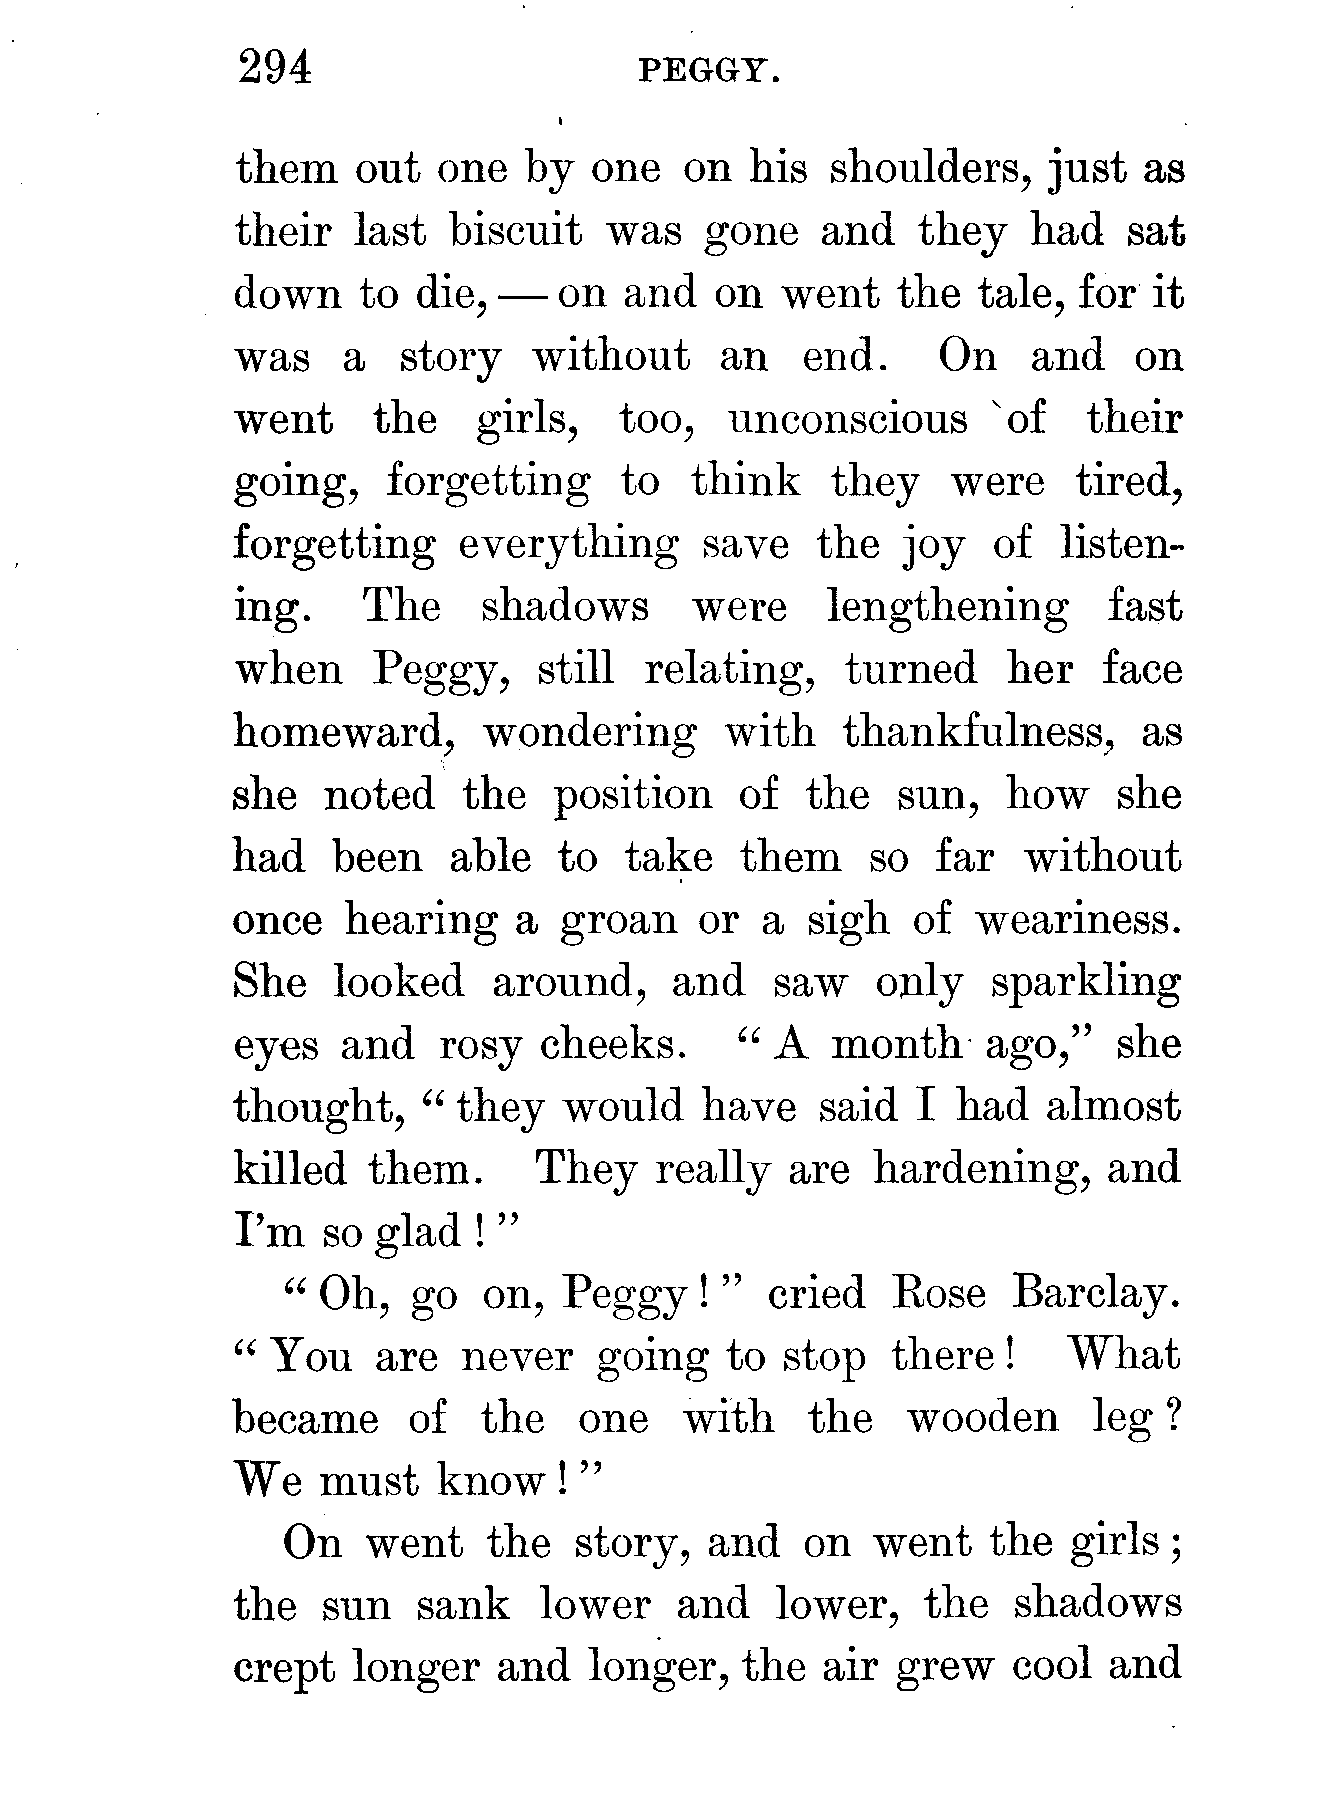 294 PEGGY.
them out one by one on his shoulders, just as
their last biscuit was gone and they had sat
down to die, — on and on went the tale, for it
was a story without an end. On and on
went the girls, too, unconscious of their
going, forgetting to think they were tired,
forgetting everything save the joy of listen-
ing. The shadows were lengthening fast
when Peggy, still relating, turned her face
homeward, wondering with thankfulness, as
she noted the position of the sun, how she
had been able to take them so far without
once hearing a groan or a sigh of weariness.
She looked around, and saw only sparkling
eyes and rosy cheeks. “ A month ago,” she
thought, “ they would have said I had almost
killed them. They really are hardening, and
I’m so glad ! ”
“ Oh, go on, Peggy ! ” cried Rose Barclay.
“ You are never going to stop there ! What
became of the one with the wooden leg ?
We must know ! ”
On went the story, and on went the girls ;
the sun sank lower and lower, the shadows
crept longer and longer, the air grew cool and